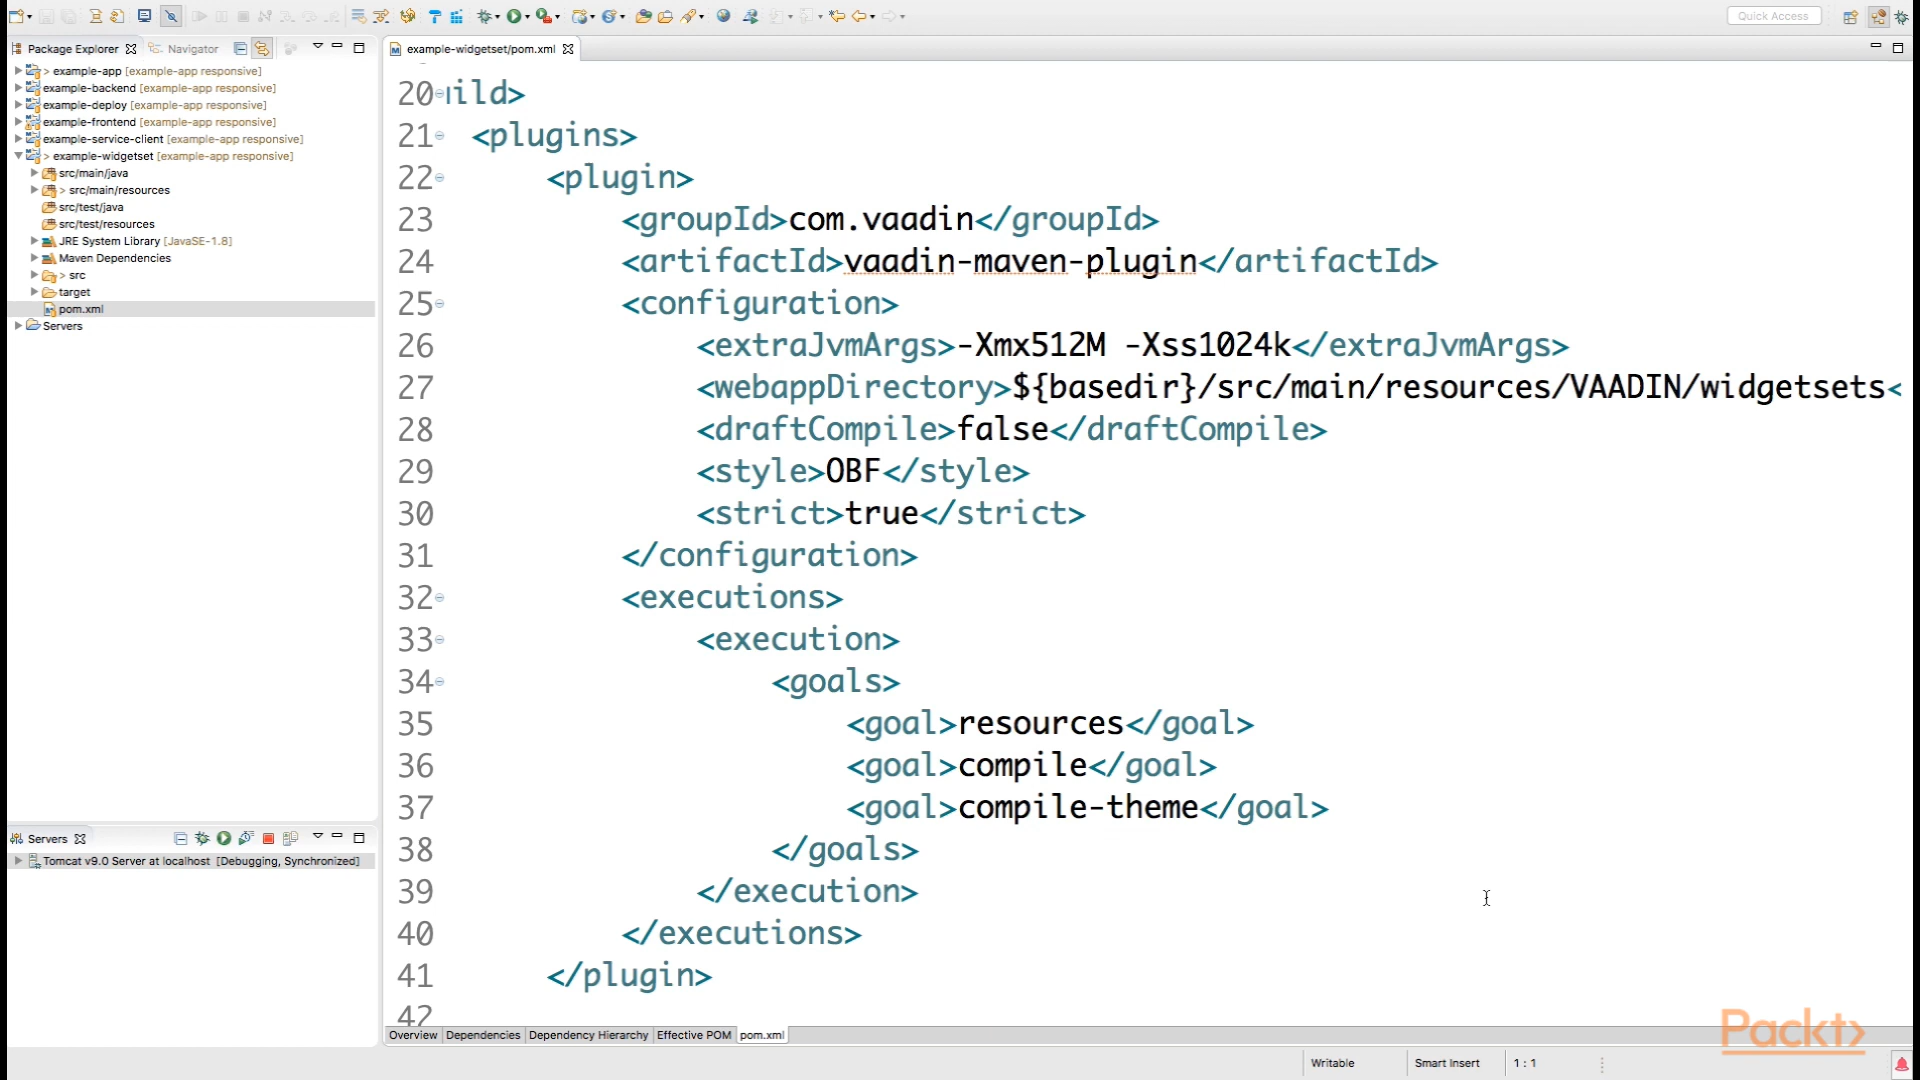 Quick Access
Package Explorer
Navigator
example-widgetset/pom.xml
> example-app [example-app responsive]
example-backend [example-app responsive]
example-deploy [example-app responsive]
example-frontend [example-app responsive]
example-service-client [example-app responsive]
> example-widgetset [example-app responsive]
src/main/java
> src/main/resources
src/test/java
src/test/resources
JRE System Library [JavaSE-1.8]
Maven Dependencies
> src
target
pom.xml
Servers
20 ild>
21 <plugins>
22 <plugin>
23 <groupId>com.vaadin</groupId>
24 <artifactId>vaadin-maven-plugin</artifactId>
25 <configuration>
26 <extraJvmArgs>-Xmx512M -Xss1024k</extraJvmArgs>
27 <webappDirectory>${basedir}/src/main/resources/VAADIN/widgetsets<
28 <draftCompile>false</draftCompile>
29 <style>OBF</style>
30 <strict>true</strict>
31 </configuration>
32 <executions>
33 <execution>
34 <goals>
35 <goal>resources</goal>
36 <goal>compile</goal>
37 <goal>compile-theme</goal>
38 </goals>
39 </execution>
40 </executions>
41 </plugin>
42
Servers
Tomcat v9.0 Server at localhost [Debugging, Synchronized]
Overview Dependencies Dependency Hierarchy Effective POM pom.xml
Packt>
Writable Smart Insert 1 : 1